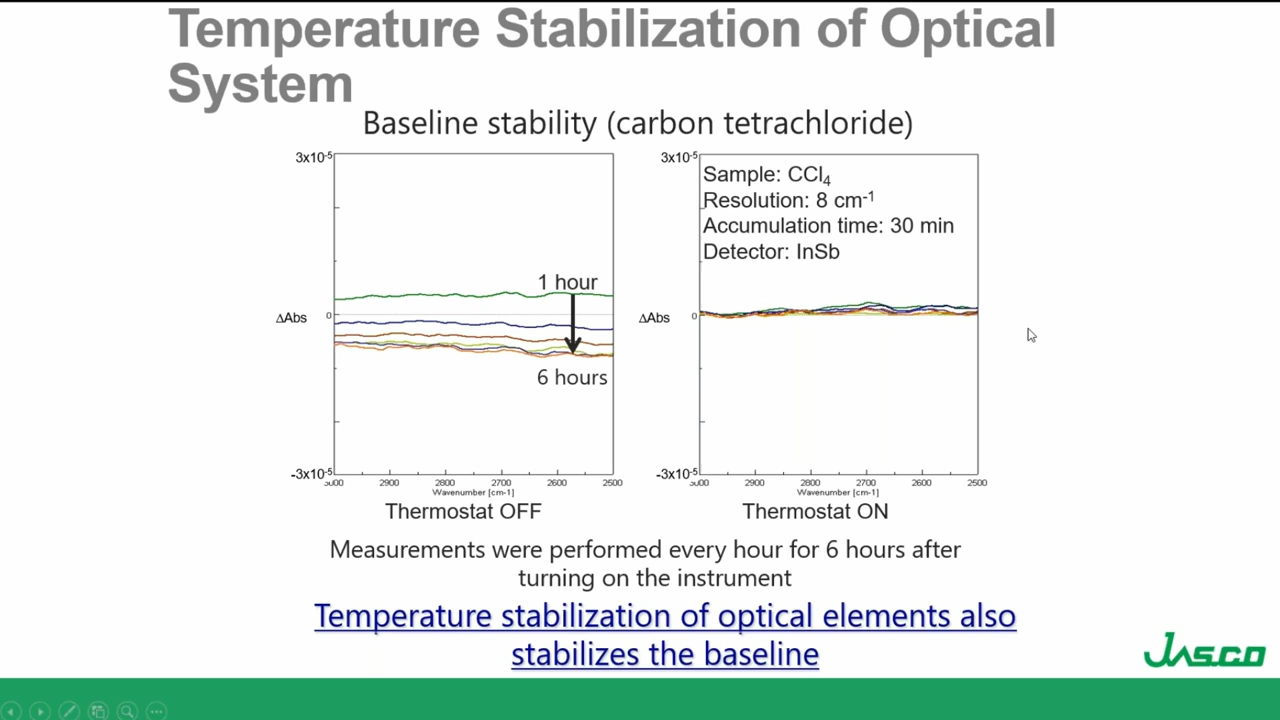 Temperature Stabilization of Optical
System
Baseline stability (carbon tetrachloride)
3x10-5
1 hour
ΔAbs
0
6 hours
-3x10-5
3000 2900 2800 2700 2600 2500
Wavenumber [cm-1]
Thermostat OFF
3x10-5
Sample: CCl4
Resolution: 8 cm-1
Accumulation time: 30 min
Detector: InSb
ΔAbs
0
-3x10-5
3000 2900 2800 2700 2600 2500
Wavenumber [cm-1]
Thermostat ON
Measurements were performed every hour for 6 hours after
turning on the instrument
Temperature stabilization of optical elements also
stabilizes the baseline
JASCO